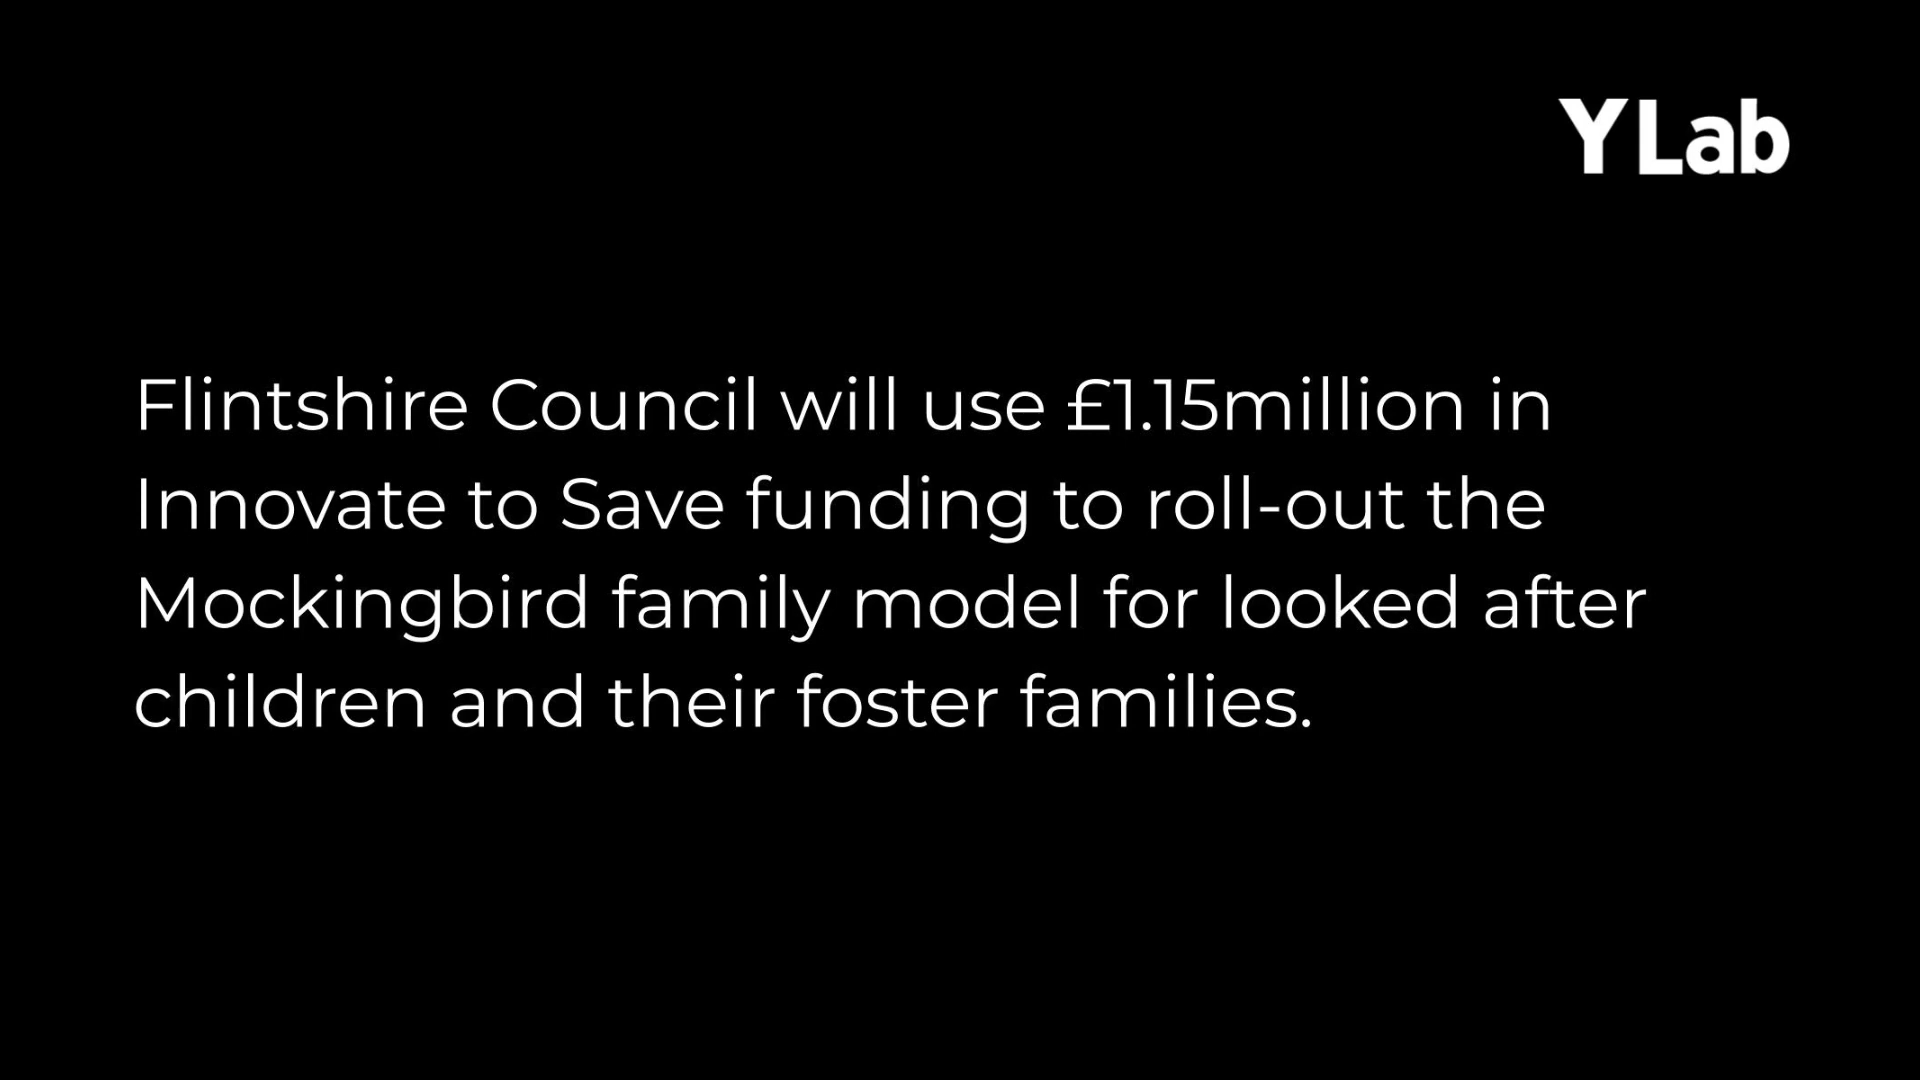 Y Lab
Flintshire Council will use £1.15million in
Innovate to Save funding to roll-out the
Mockingbird family model for looked after
children and their foster families.